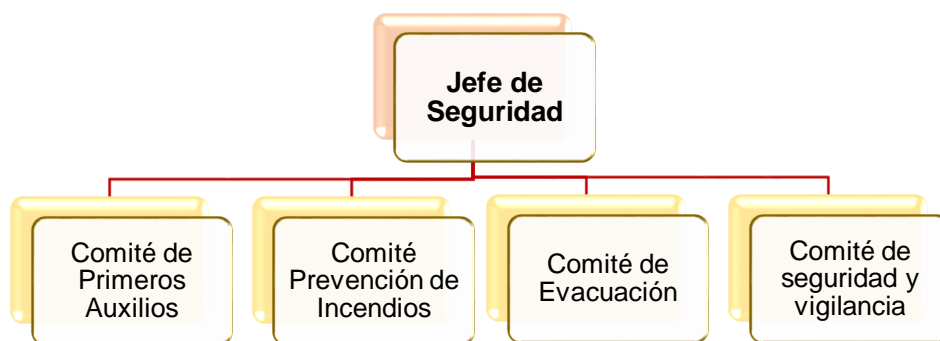 Jefe de
Seguridad
Comité de
Primeros
Auxilios
Comité
Prevención de
Incendios
Comité de
Evacuación
Comité de
seguridad y
vigilancia